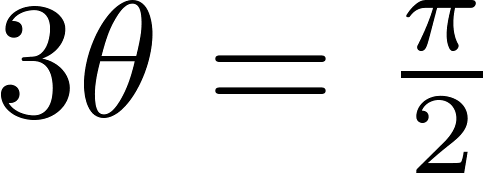 3θ = π/2